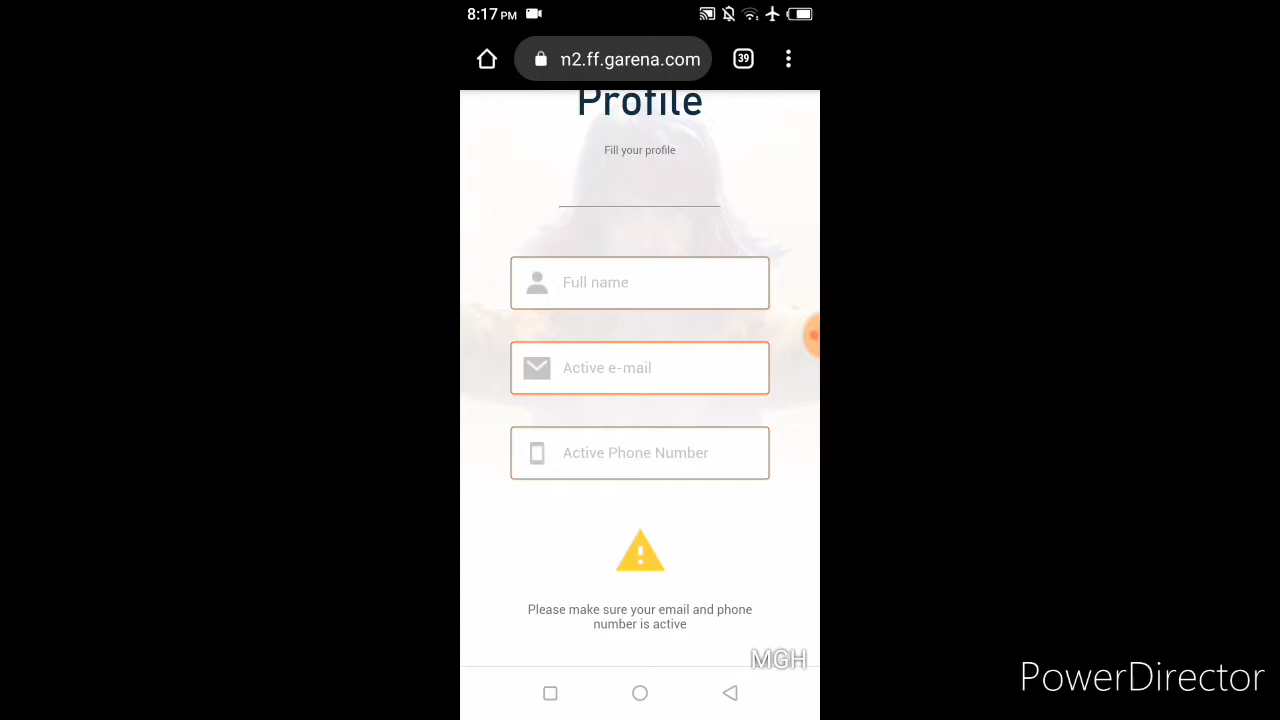 8:17 PM
n2.ff.garena.com
39
Profile
Fill your profile
Full name
Active e-mail
Active Phone Number
Please make sure your email and phone
number is active
MGH
PowerDirector